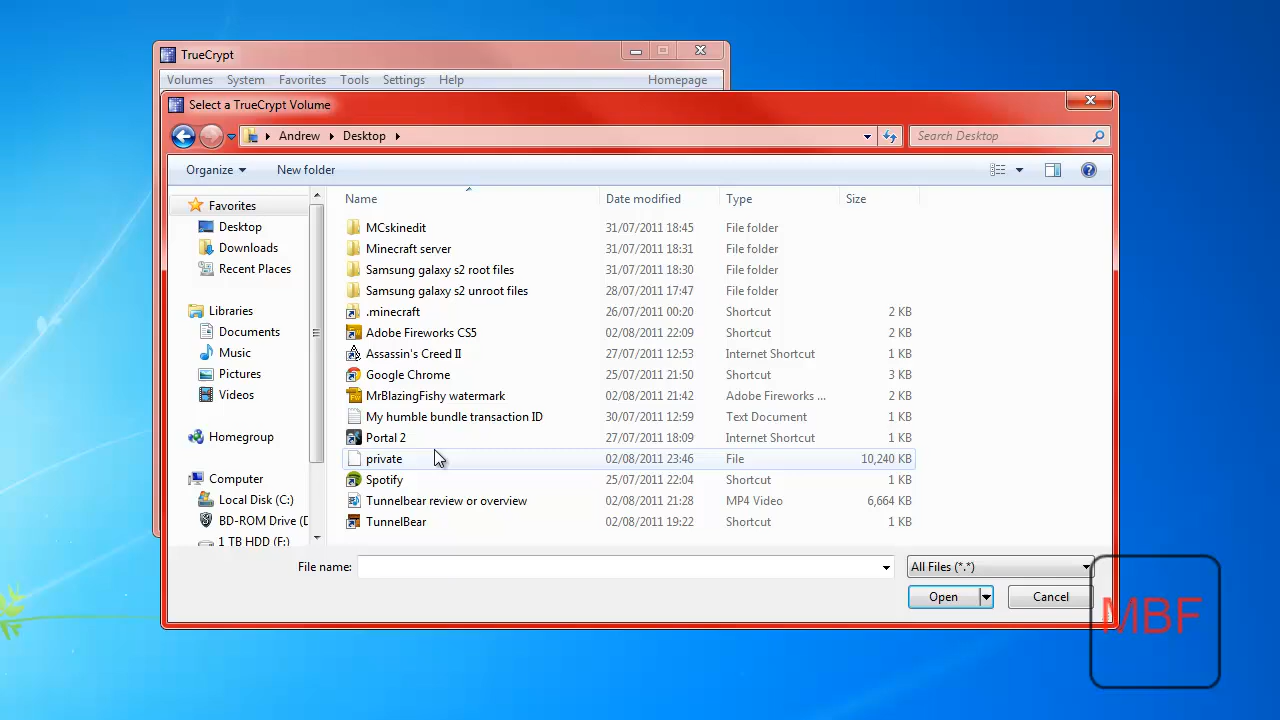 TrueCrypt
Volumes System Favorites Tools Settings Help Homepage
Select a TrueCrypt Volume
Andrew Desktop Search Desktop
Organize New folder
Name Date modified Type Size
Favorites
Desktop
Downloads
Recent Places
Libraries
Documents
Music
Pictures
Videos
Homegroup
Computer
Local Disk (C:)
BD-ROM Drive (D
1 TB HDD (F:)
MCskinedit 31/07/2011 18:45 File folder
Minecraft server 31/07/2011 18:31 File folder
Samsung galaxy s2 root files 31/07/2011 18:30 File folder
Samsung galaxy s2 unroot files 28/07/2011 17:47 File folder
.minecraft 26/07/2011 00:20 Shortcut 2 KB
Adobe Fireworks CS5 02/08/2011 22:09 Shortcut 2 KB
Assassin's Creed II 27/07/2011 12:53 Internet Shortcut 1 KB
Google Chrome 25/07/2011 21:50 Shortcut 3 KB
MrBlazingFishy watermark 02/08/2011 21:42 Adobe Fireworks ... 2 KB
My humble bundle transaction ID 30/07/2011 12:59 Text Document 1 KB
Portal 2 27/07/2011 18:09 Internet Shortcut 1 KB
private 02/08/2011 23:46 File 10,240 KB
Spotify 25/07/2011 22:04 Shortcut 1 KB
Tunnelbear review or overview 02/08/2011 21:28 MP4 Video 6,664 KB
TunnelBear 02/08/2011 19:22 Shortcut 1 KB
File name: All Files (*.*)
Open Cancel
MBF